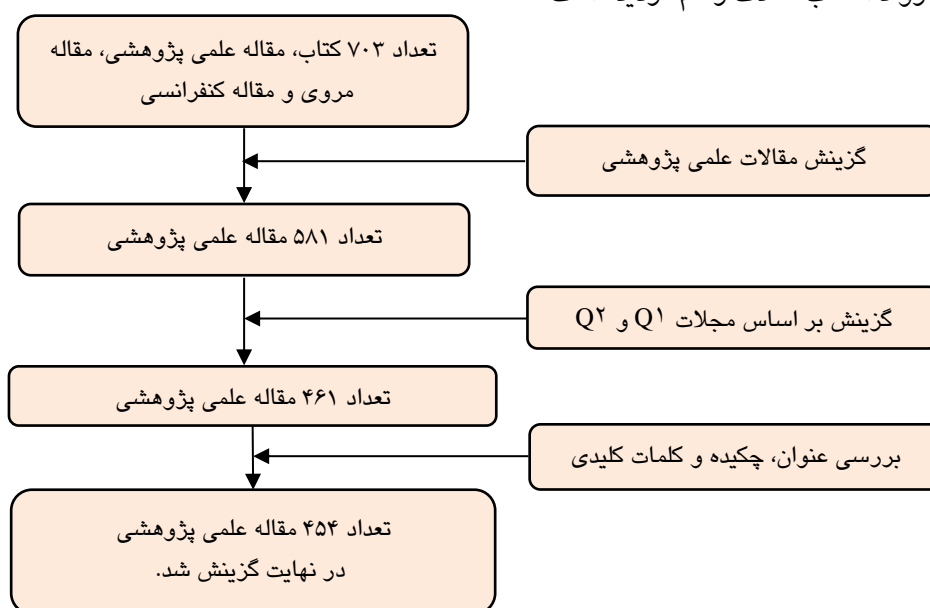 تعداد ۷۰۳ کتاب، مقاله علمی پژوهشی، مقاله
مروی و مقاله کنفرانسی
گزینش مقالات علمی پژوهشی
تعداد ۵۸۱ مقاله علمی پژوهشی
گزینش بر اساس مجلات Q۱ و Q۲
تعداد ۴۶۱ مقاله علمی پژوهشی
بررسی عنوان، چکیده و کلمات کلیدی
تعداد ۴۵۴ مقاله علمی پژوهشی
در نهایت گزینش شد.